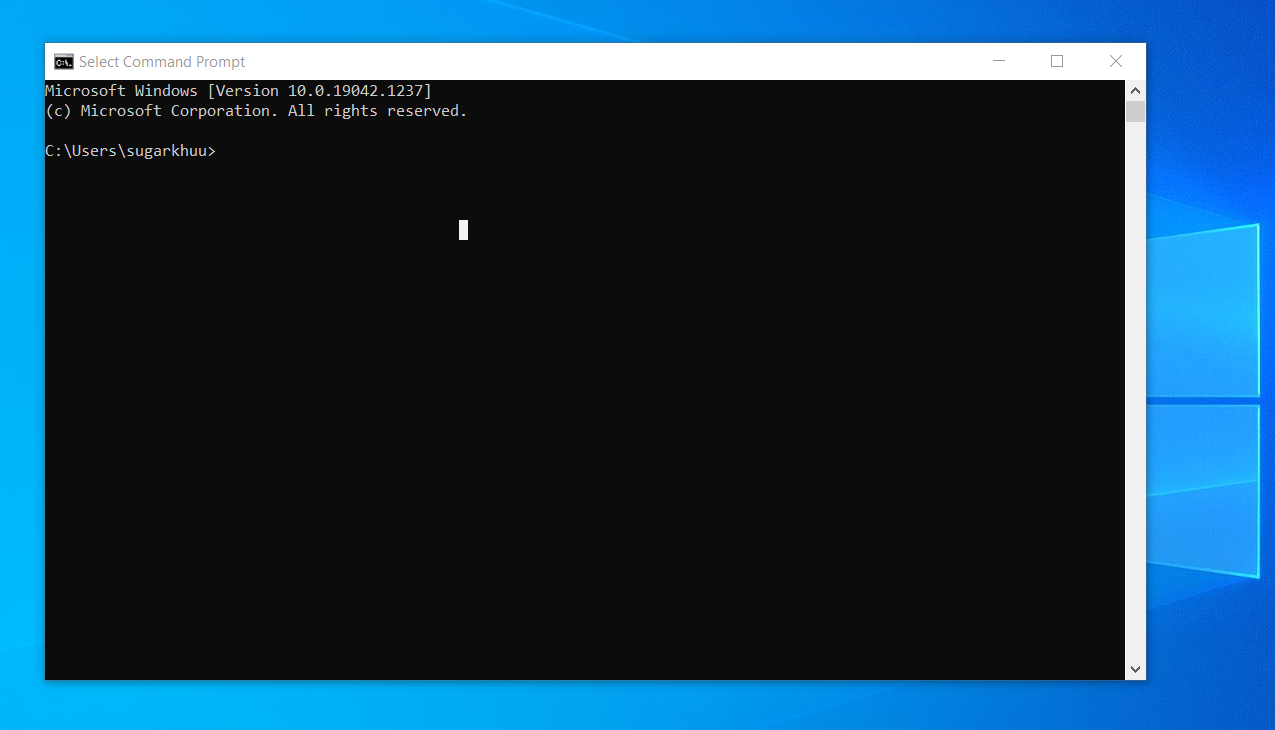 Select Command Prompt
Microsoft Windows [Version 10.0.19042.1237]
(c) Microsoft Corporation. All rights reserved.
C:\Users\sugarkhuu>